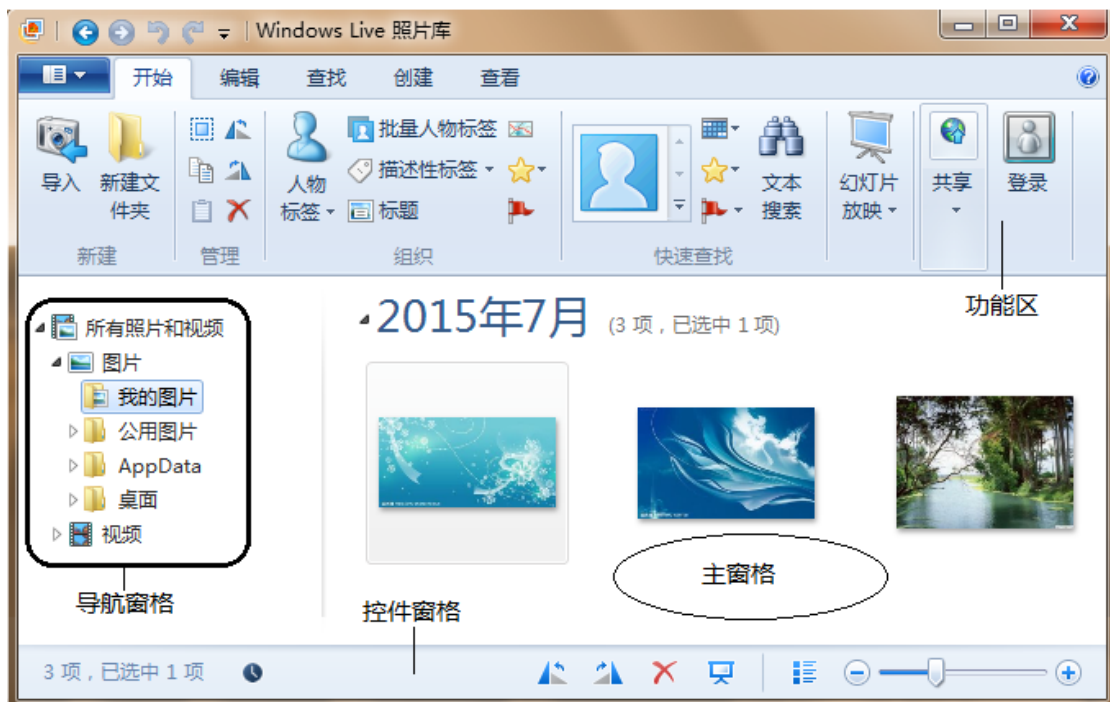 Windows Live 照片库
开始 编辑 查找 创建 查看
导入
新建文件夹
人物标签
批量人物标签
描述性标签
标题
文本搜索
幻灯片放映
共享
登录
新建 管理 组织 快速查找
功能区
所有照片和视频
图片
我的图片
公用图片
AppData
桌面
视频
导航窗格
2015年7月 (3 项，已选中 1 项)
主窗格
控件窗格
3 项，已选中 1 项